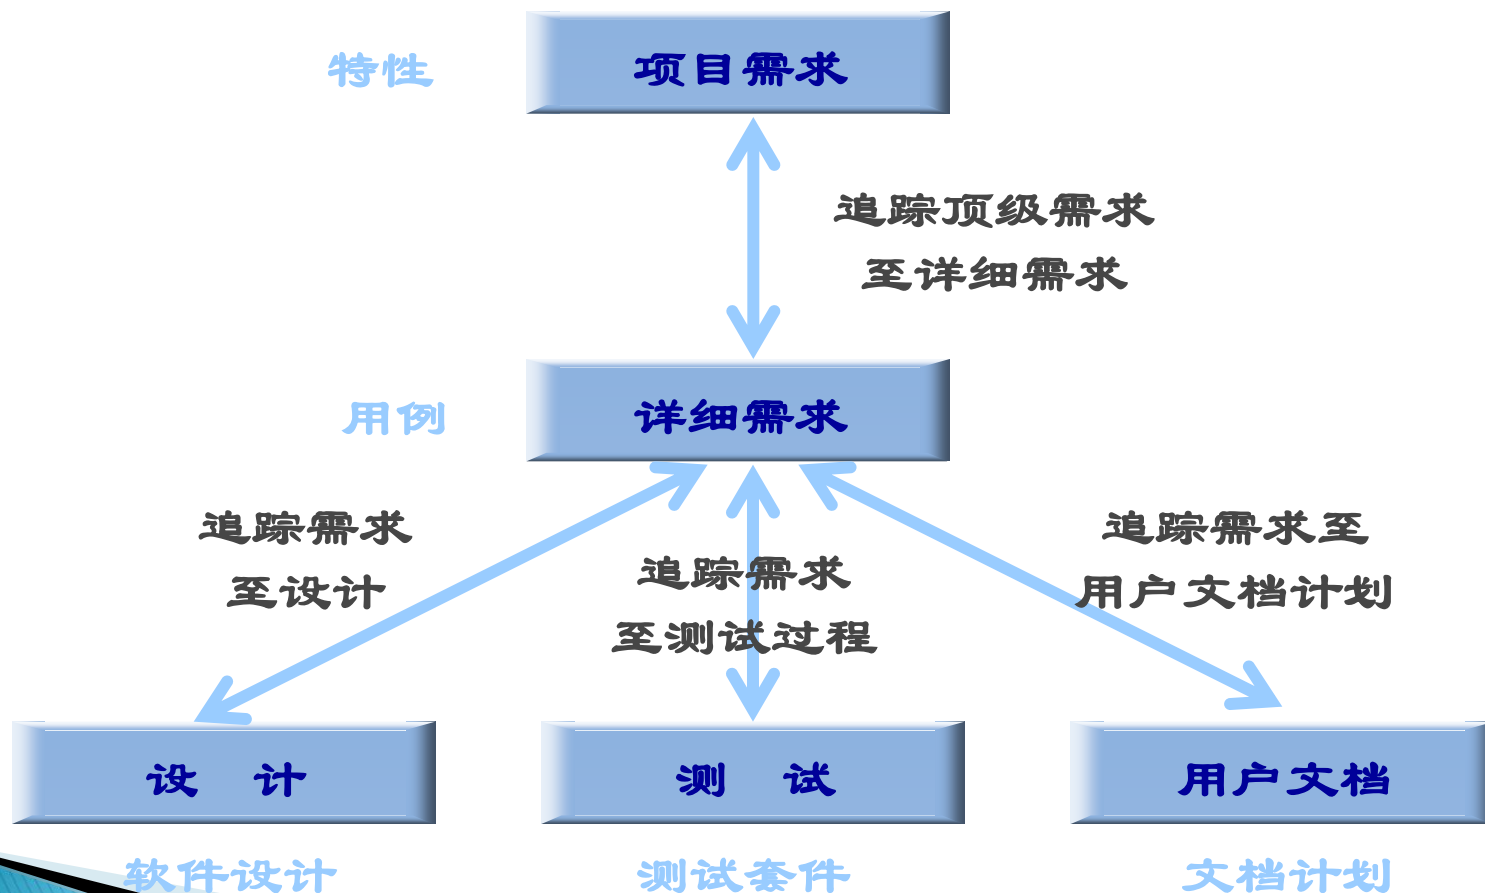 特性
项目需求
追踪顶级需求
至详细需求
用例
详细需求
追踪需求
至设计
追踪需求
至测试过程
追踪需求至
用户文档计划
设 计
测 试
用户文档
软件设计
测试套件
文档计划